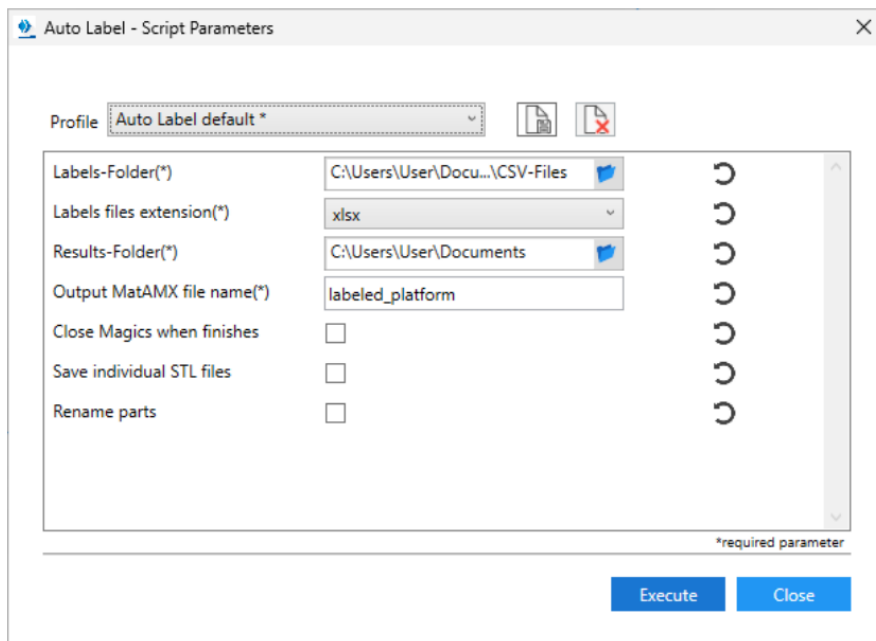 Auto Label - Script Parameters
Profile Auto Label default *
Labels-Folder(*) C:\Users\User\Docu...\CSV-Files
Labels files extension(*) xlsx
Results-Folder(*) C:\Users\User\Documents
Output MatAMX file name(*) labeled_platform
Close Magics when finishes
Save individual STL files
Rename parts
*required parameter
Execute Close